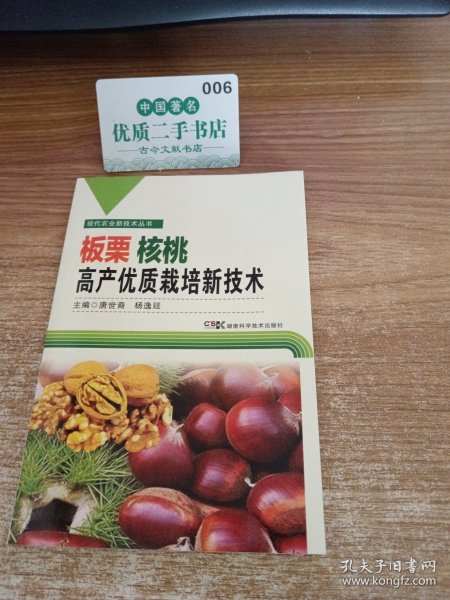 006
中国著名
优质二手书店
古今文献书店
现代农业新技术丛书
板栗 核桃
高产优质栽培新技术
主编◎唐世裔 杨逸廷
湖南科学技术出版社
孔夫子旧书网
www.kongfz.com